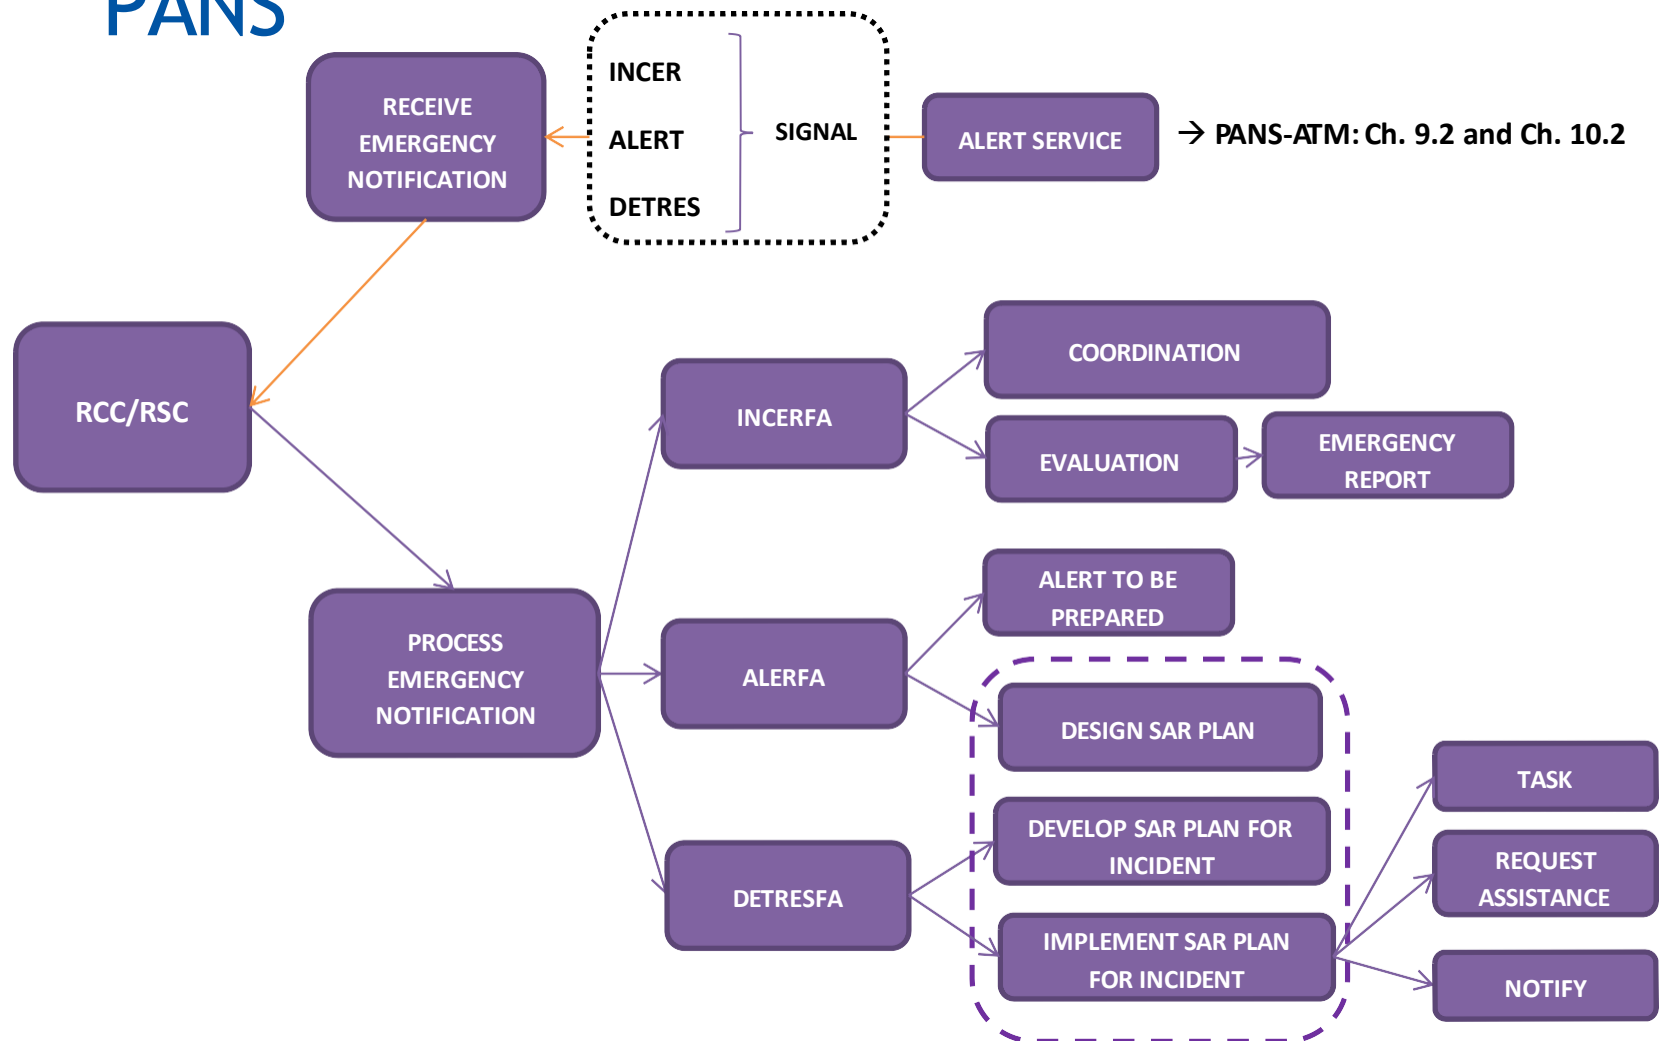 PANS
INCER
ALERT
DETRES
SIGNAL
RECEIVE
EMERGENCY
NOTIFICATION
ALERT SERVICE
→ PANS-ATM: Ch. 9.2 and Ch. 10.2
RCC/RSC
PROCESS
EMERGENCY
NOTIFICATION
INCERFA
COORDINATION
EVALUATION
EMERGENCY
REPORT
ALERFA
ALERT TO BE
PREPARED
DESIGN SAR PLAN
DETRESFA
DEVELOP SAR PLAN FOR
INCIDENT
IMPLEMENT SAR PLAN
FOR INCIDENT
TASK
REQUEST
ASSISTANCE
NOTIFY